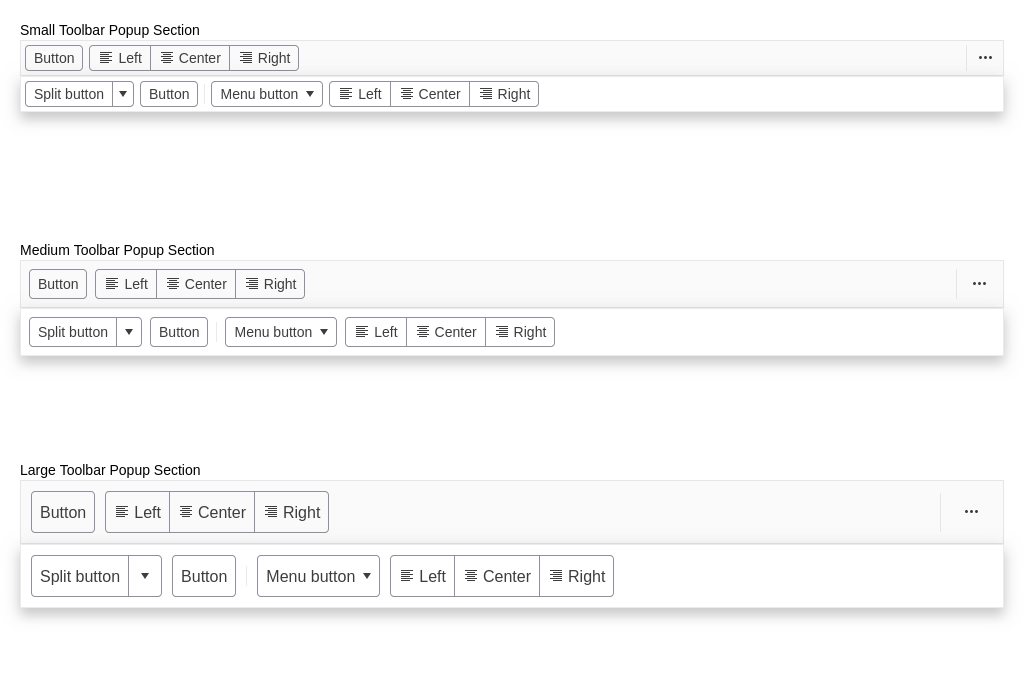 Small Toolbar Popup Section
Button Left Center Right
Split button Button Menu button Left Center Right
Medium Toolbar Popup Section
Button Left Center Right
Split button Button Menu button Left Center Right
Large Toolbar Popup Section
Button Left Center Right
Split button Button Menu button Left Center Right